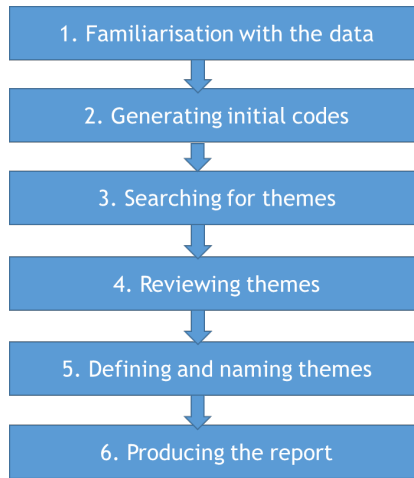 1. Familiarisation with the data
2. Generating initial codes
3. Searching for themes
4. Reviewing themes
5. Defining and naming themes
6. Producing the report